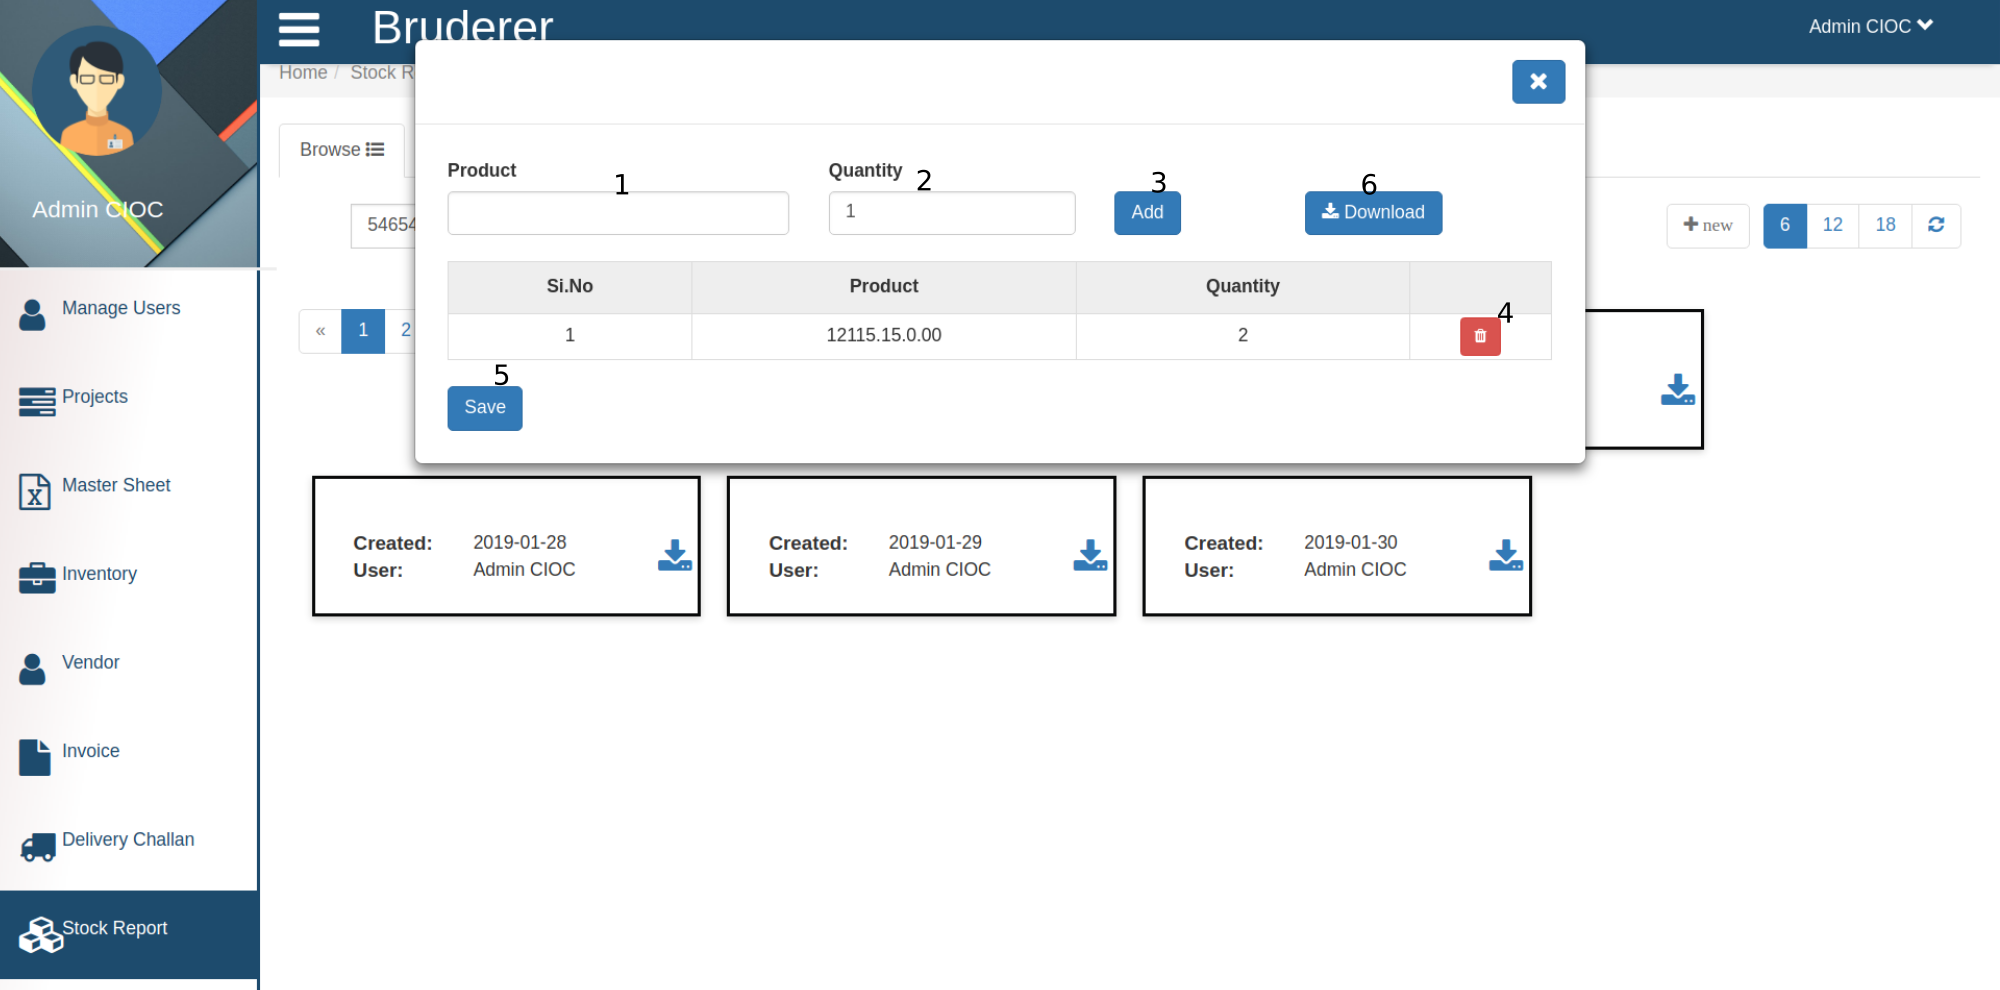 Bruderer
Admin CIOC
Home / Stock R
Browse
Admin CIOC
54654
Product
1
Quantity
2
1
3
Add
6
Download
new
6 12 18
Si.No Product Quantity
4
1 12115.15.0.00 2
5
Save
« 1 2
Manage Users
Projects
Master Sheet
Inventory
Vendor
Invoice
Delivery Challan
Stock Report
Created: 2019-01-28
User: Admin CIOC
Created: 2019-01-29
User: Admin CIOC
Created: 2019-01-30
User: Admin CIOC